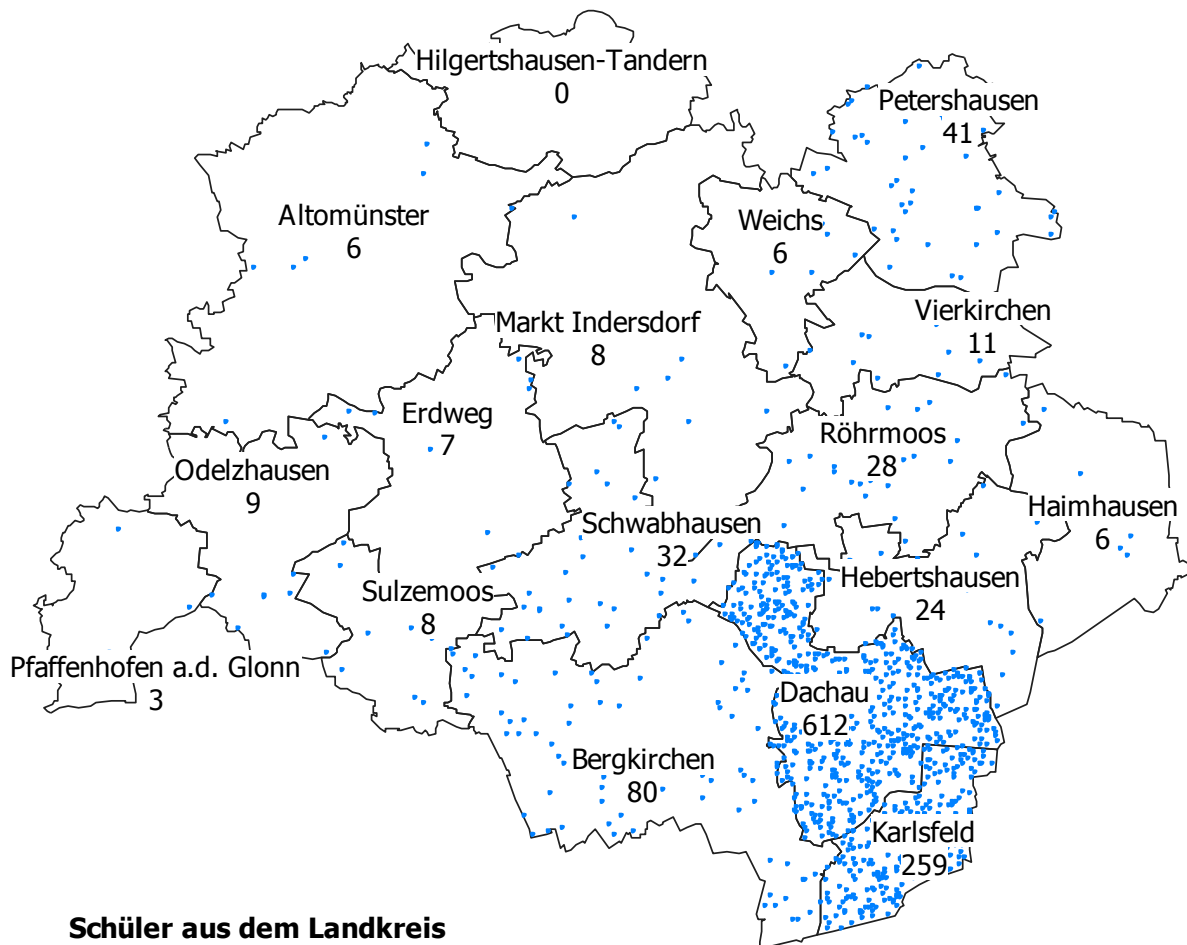 Hilgertshausen-Tandern
0
Petershausen
41
Altomünster
6
Weichs
6
Markt Indersdorf
8
Vierkirchen
11
Erdweg
7
Röhrmoos
28
Odelzhausen
9
Haimhausen
6
Schwabhausen
32
Hebertshausen
24
Sulzemoos
8
Pfaffenhofen a.d. Glonn
3
Dachau
612
Bergkirchen
80
Karlsfeld
259
Schüler aus dem Landkreis